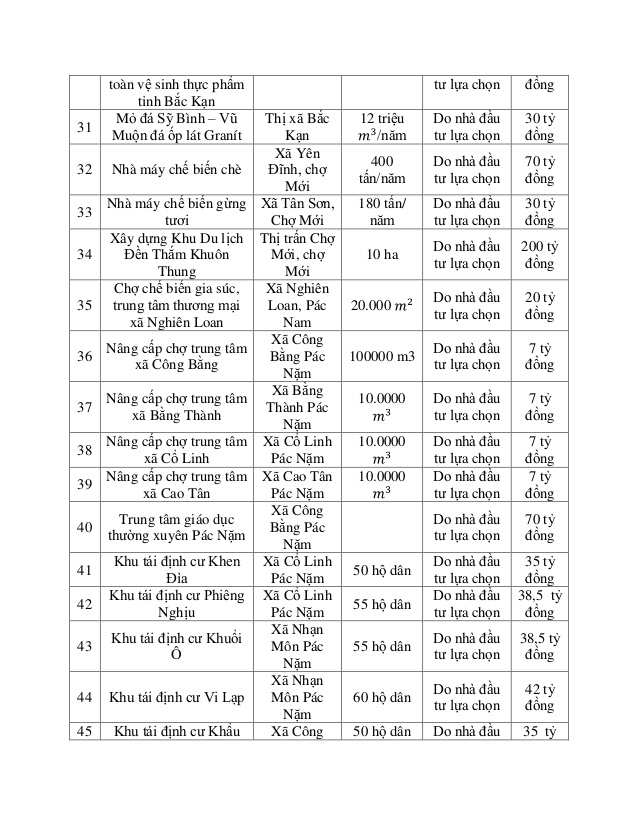 toàn vệ sinh thực phẩm tư lựa chọn đồng
tỉnh Bắc Kạn
31 Mỏ đá Sỹ Bình – Vũ Thị xã Bắc 12 triệu Do nhà đầu 30 tỷ
Muộn đá ốp lát Granít Kạn m³/năm tư lựa chọn đồng
32 Nhà máy chế biến chè Xã Yên Đĩnh, chợ Mới 400 tấn/năm Do nhà đầu tư lựa chọn 70 tỷ đồng
33 Nhà máy chế biến gừng Xã Tân Sơn, 180 tấn/ Do nhà đầu 30 tỷ
tươi Chợ Mới năm tư lựa chọn đồng
34 Xây dựng Khu Du lịch Thị trấn Chợ 10 ha Do nhà đầu 200 tỷ
Đền Thắm Khuôn Mới, chợ tư lựa chọn đồng
Thung Mới
35 Chợ chế biến gia súc, Xã Nghiên 20.000 m² Do nhà đầu 20 tỷ
trung tâm thương mại Loan, Pác tư lựa chọn đồng
xã Nghiên Loan Nam
36 Nâng cấp chợ trung tâm Xã Công 100000 m3 Do nhà đầu 7 tỷ
xã Công Bằng Bằng Pác tư lựa chọn đồng
Nặm
37 Nâng cấp chợ trung tâm Xã Bằng 10.0000 Do nhà đầu 7 tỷ
xã Bằng Thành Thành Pác m³ tư lựa chọn đồng
Nặm
38 Nâng cấp chợ trung tâm Xã Cổ Linh 10.0000 Do nhà đầu 7 tỷ
xã Cổ Linh Pác Nặm m³ tư lựa chọn đồng
39 Nâng cấp chợ trung tâm Xã Cao Tân 10.0000 Do nhà đầu 7 tỷ
xã Cao Tân Pác Nặm m³ tư lựa chọn đồng
40 Trung tâm giáo dục Xã Công Do nhà đầu 70 tỷ
thường xuyên Pác Nặm Bằng Pác tư lựa chọn đồng
Nặm
41 Khu tái định cư Khen Xã Cổ Linh 50 hộ dân Do nhà đầu 35 tỷ
Đìa Pác Nặm tư lựa chọn đồng
42 Khu tái định cư Phiêng Xã Cổ Linh 55 hộ dân Do nhà đầu 38,5 tỷ
Nghịu Pác Nặm tư lựa chọn đồng
43 Khu tái định cư Khuổi Xã Nhạn 55 hộ dân Do nhà đầu 38,5 tỷ
Ô Môn Pác tư lựa chọn đồng
Nặm
44 Khu tái định cư Vi Lạp Xã Nhạn 60 hộ dân Do nhà đầu 42 tỷ
Môn Pác tư lựa chọn đồng
Nặm
45 Khu tái định cư Khâu Xã Công 50 hộ dân Do nhà đầu 35 tỷ